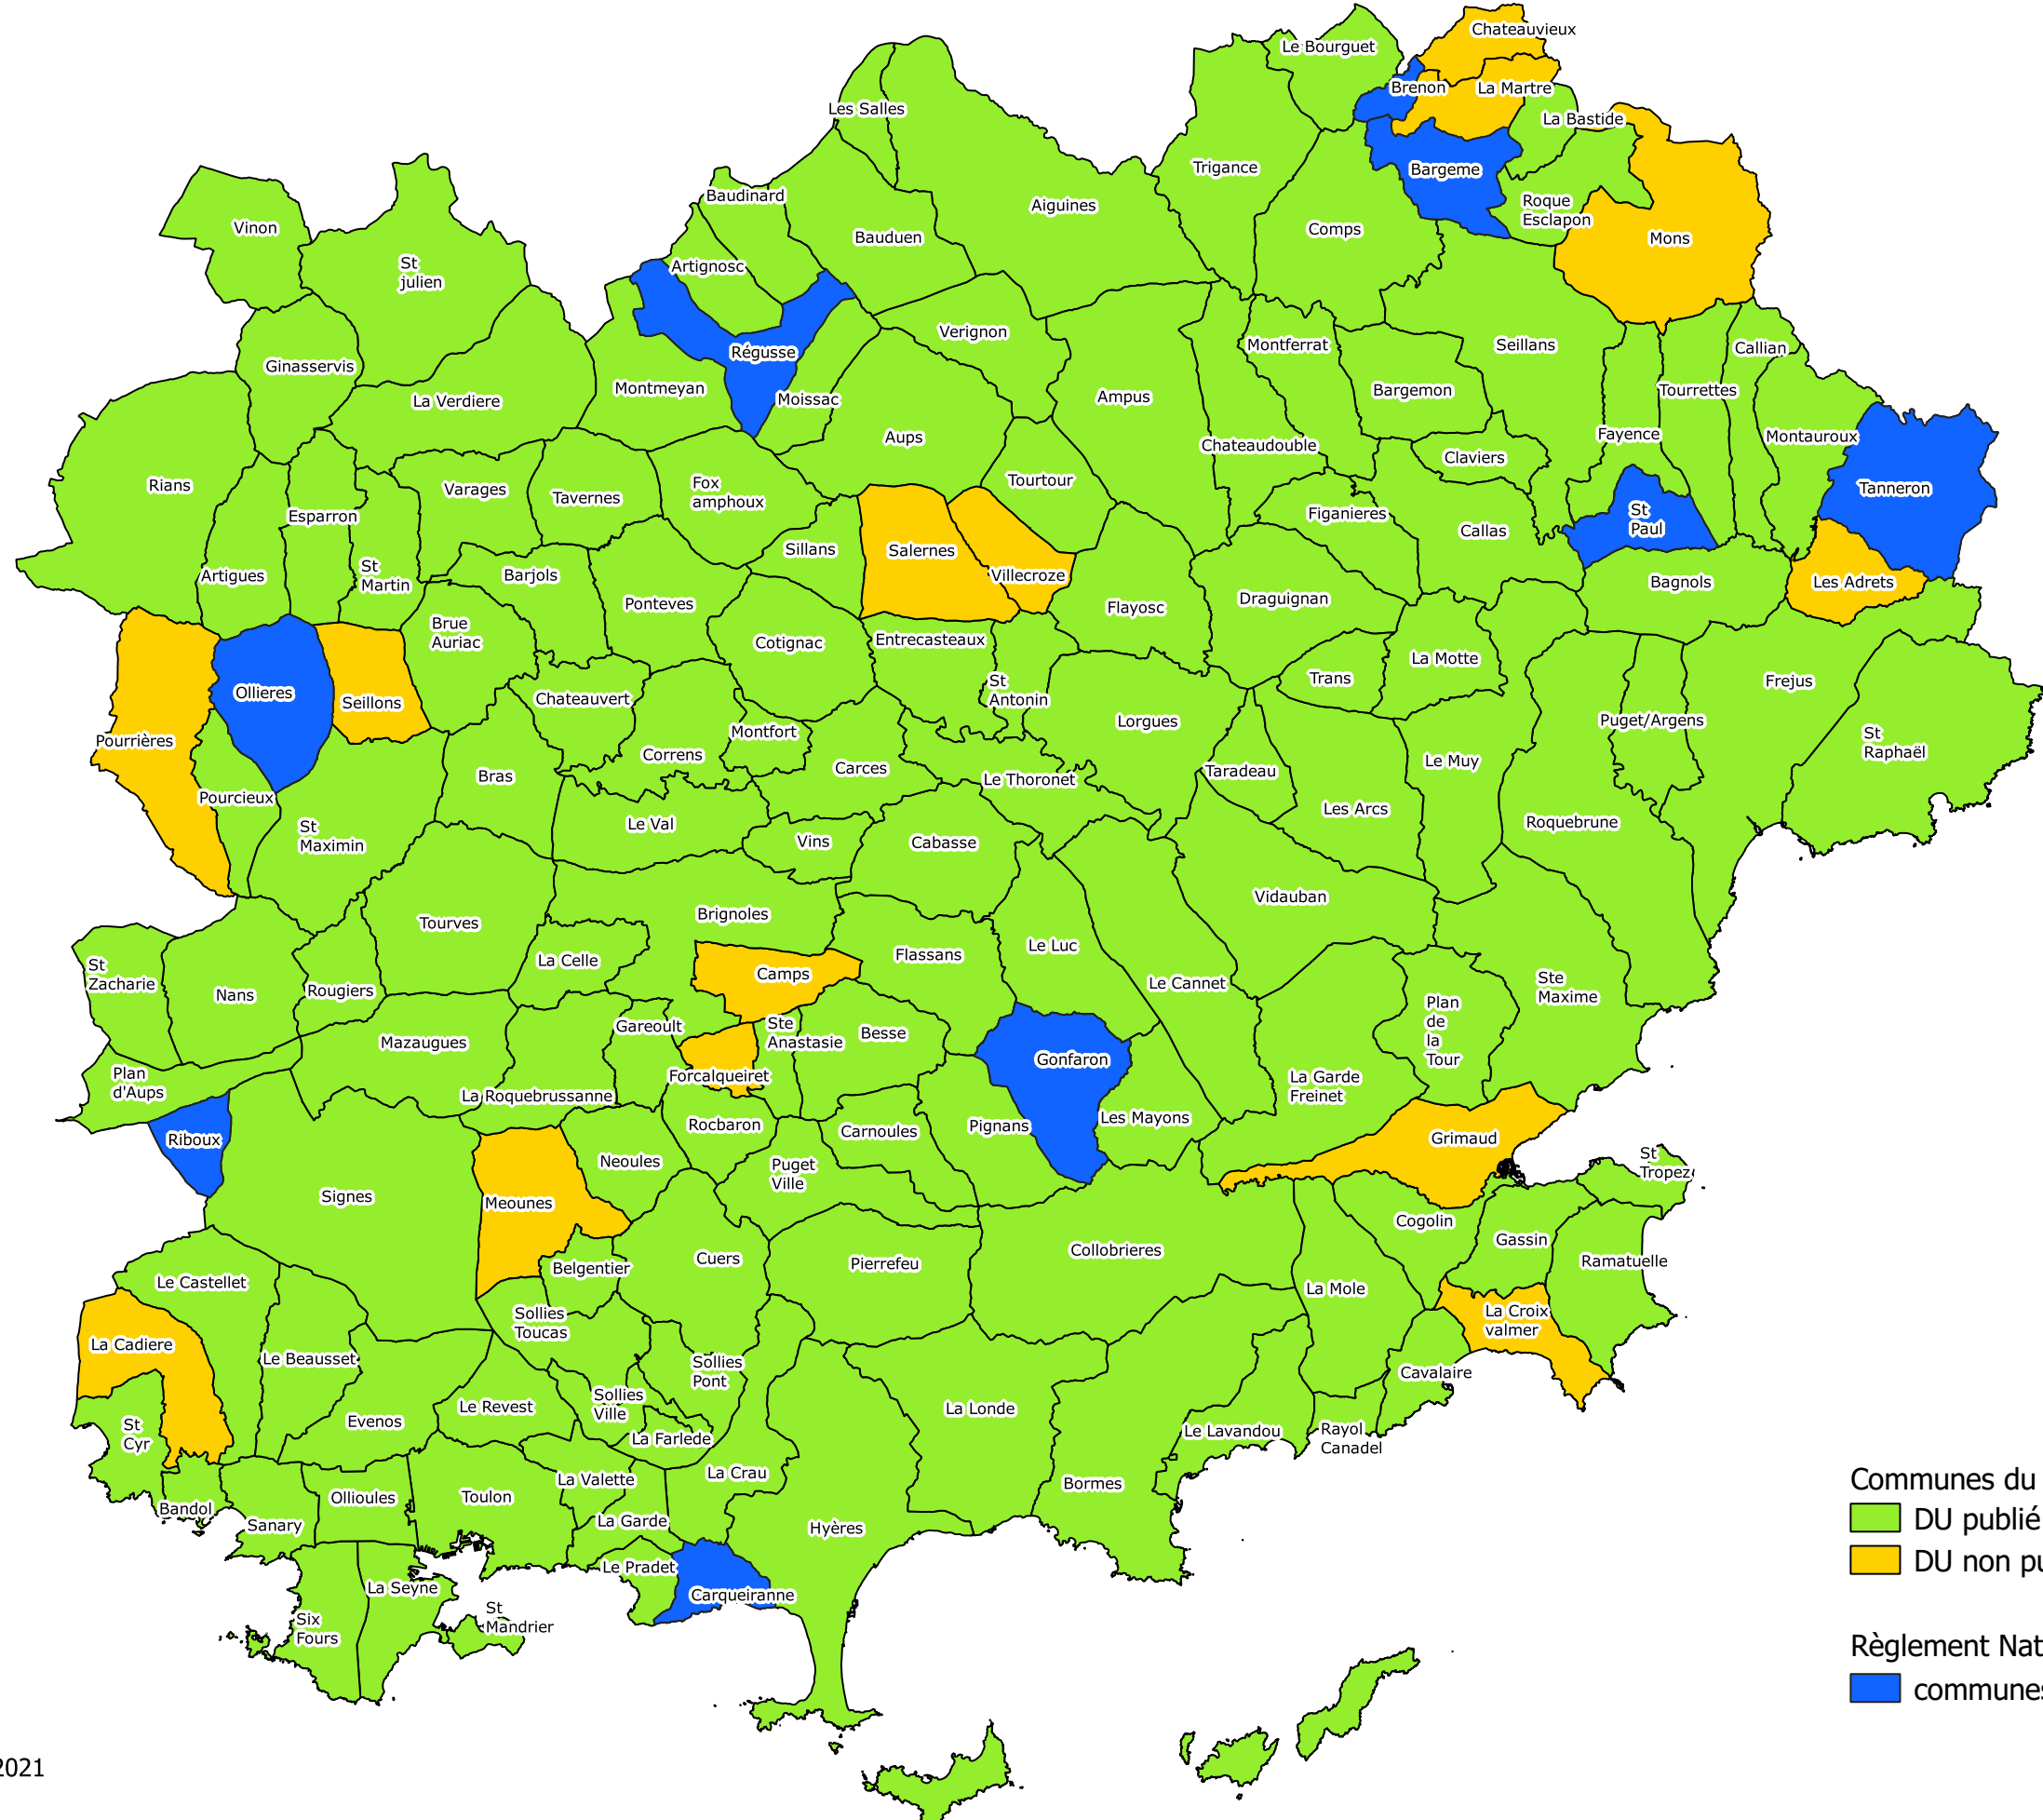 Chateauvieux
Le Bourguet
Brenon
La Martre
Les Salles
La Bastide
Trigance
Bargeme
Baudinard
Aiguines
Roque
Esclapon
Vinon
Bauduen
Comps
Mons
St
julien
Artignosc
Verignon
Montferrat
Seillans
Callian
Régusse
Ginasservis
Montmeyan
Bargemon
Tourrettes
La Verdiere
Moissac
Ampus
Aups
Fayence
Montauroux
Chateaudouble
Claviers
Rians
Varages
Tavernes
Fox
amphoux
Tourtour
Tanneron
Esparron
Figanieres
Callas
St
Paul
Sillans
Salernes
Artigues
St
Martin
Barjols
Villecroze
Bagnols
Les Adrets
Ponteves
Flayosc
Draguignan
Brue
Auriac
Cotignac
Entrecasteaux
La Motte
Ollieres
Seillons
Chateauvert
St
Antonin
Trans
Frejus
Pourrières
Montfort
Lorgues
Puget/Argens
St
Raphaël
Correns
Bras
Carces
Le Thoronet
Taradeau
Le Muy
Pourcieux
Les Arcs
St
Maximin
Le Val
Vins
Cabasse
Roquebrune
Tourves
Brignoles
Vidauban
Le Luc
Flassans
La Celle
Camps
St
Zacharie
Nans
Rougiers
Le Cannet
Ste
Maxime
Plan
de
la
Tour
Gareoult
Ste
Anastasie
Besse
Mazaugues
Gonfaron
Plan
d'Aups
Forcalqueiret
La Garde
Freinet
La Roquebrussanne
Riboux
Rocbaron
Carnoules
Pignans
Les Mayons
Grimaud
Neoules
Puget
Ville
St
Tropez
Signes
Meounes
Cogolin
Gassin
Belgentier
Cuers
Pierrefeu
Collobrieres
Ramatuelle
Le Castellet
La Mole
Sollies
Toucas
La Croix
valmer
La Cadiere
Le Beausset
Sollies
Pont
Cavalaire
Sollies
Ville
Le Revest
La Londe
Evenos
St
Cyr
La Farlede
Le Lavandou
Rayol
Canadel
La Crau
La Valette
Bormes
Communes du
Ollioules
Toulon
Bandol
Sanary
La Garde
Hyères
DU publié
DU non pu
Le Pradet
La Seyne
Carqueiranne
St
Mandrier
Six
Fours
Règlement Nat
communes
2021